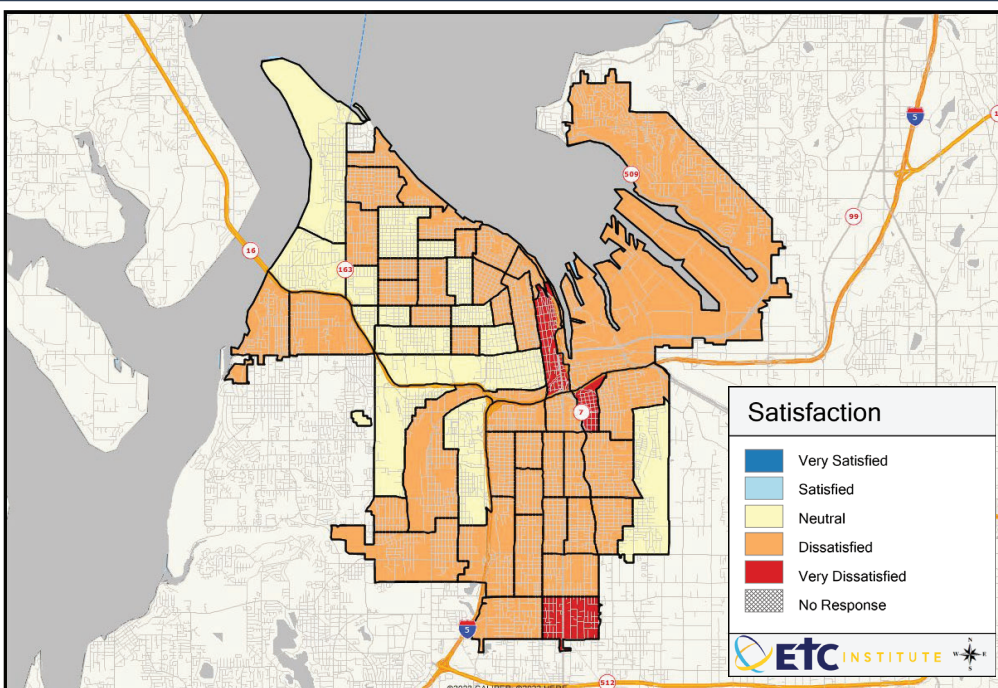 5
16
509
99
163
7
Satisfaction
Very Satisfied
Satisfied
Neutral
Dissatisfied
Very Dissatisfied
No Response
5
512
ETC INSTITUTE
N
W E
S